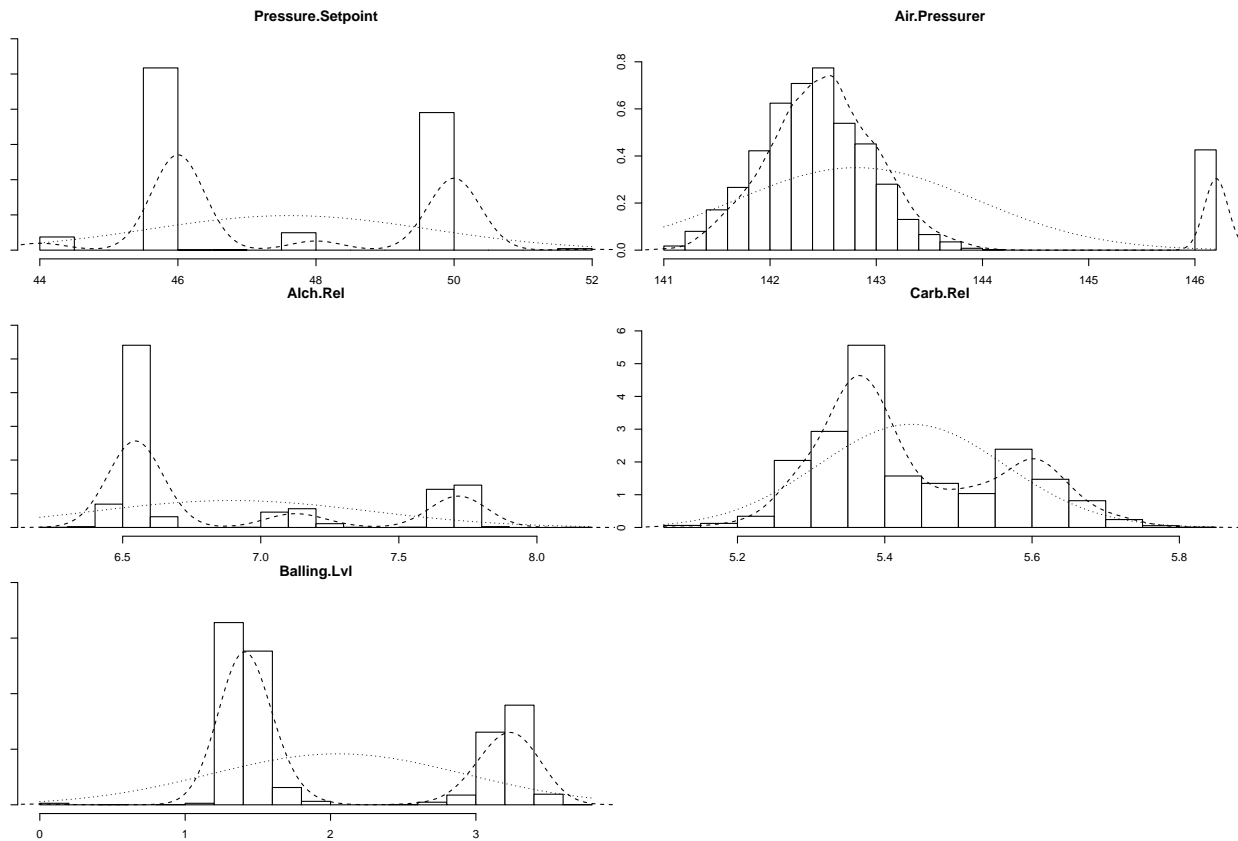 Pressure.Setpoint
44 46 48 50 52
Air.Pressurer
0.0 0.2 0.4 0.6 0.8
141 142 143 144 145 146
Alch.Rel
6.5 7.0 7.5 8.0
Carb.Rel
0 1 2 3 4 5 6
5.2 5.4 5.6 5.8
Balling.Lvl
0 1 2 3